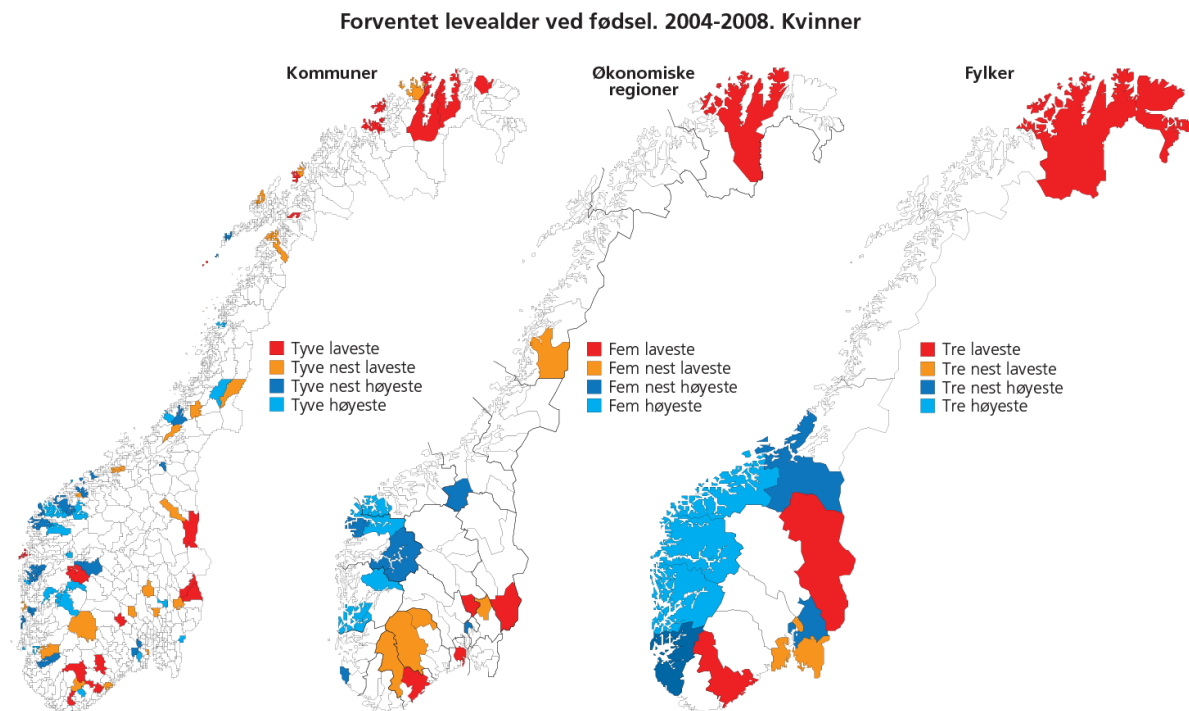 Forventet levealder ved fødsel. 2004-2008. Kvinner
Kommuner
Tyve laveste
Tyve nest laveste
Tyve nest høyeste
Tyve høyeste
Økonomiske
regioner
Fem laveste
Fem nest laveste
Fem nest høyeste
Fem høyeste
Fylker
Tre laveste
Tre nest laveste
Tre nest høyeste
Tre høyeste